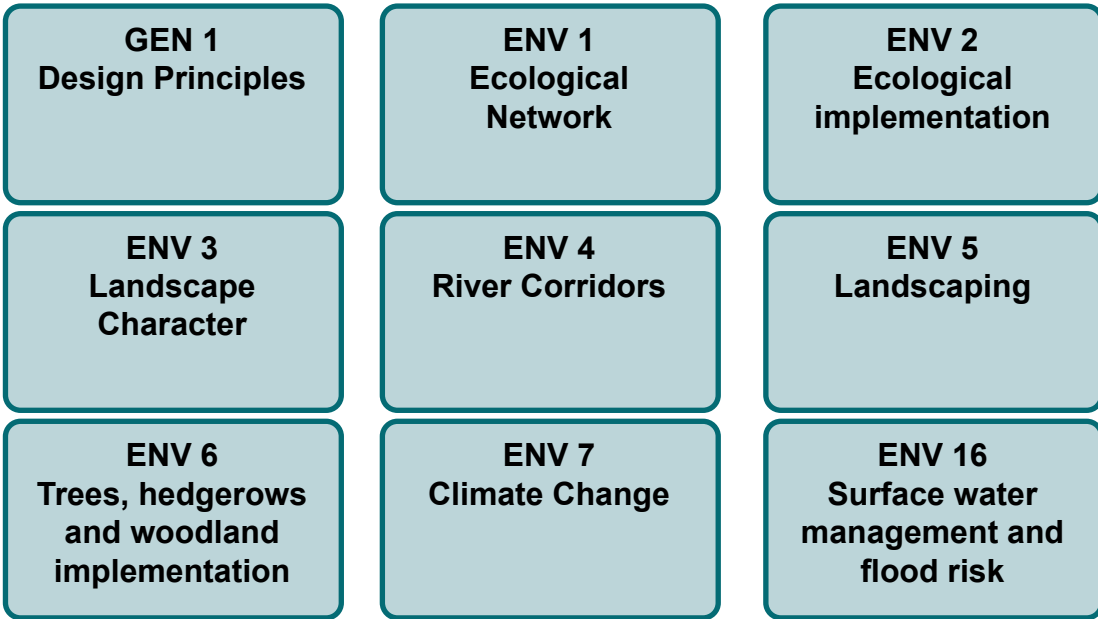 GEN 1
Design Principles
ENV 1
Ecological
Network
ENV 2
Ecological
implementation
ENV 3
Landscape
Character
ENV 4
River Corridors
ENV 5
Landscaping
ENV 6
Trees, hedgerows
and woodland
implementation
ENV 7
Climate Change
ENV 16
Surface water
management and
flood risk